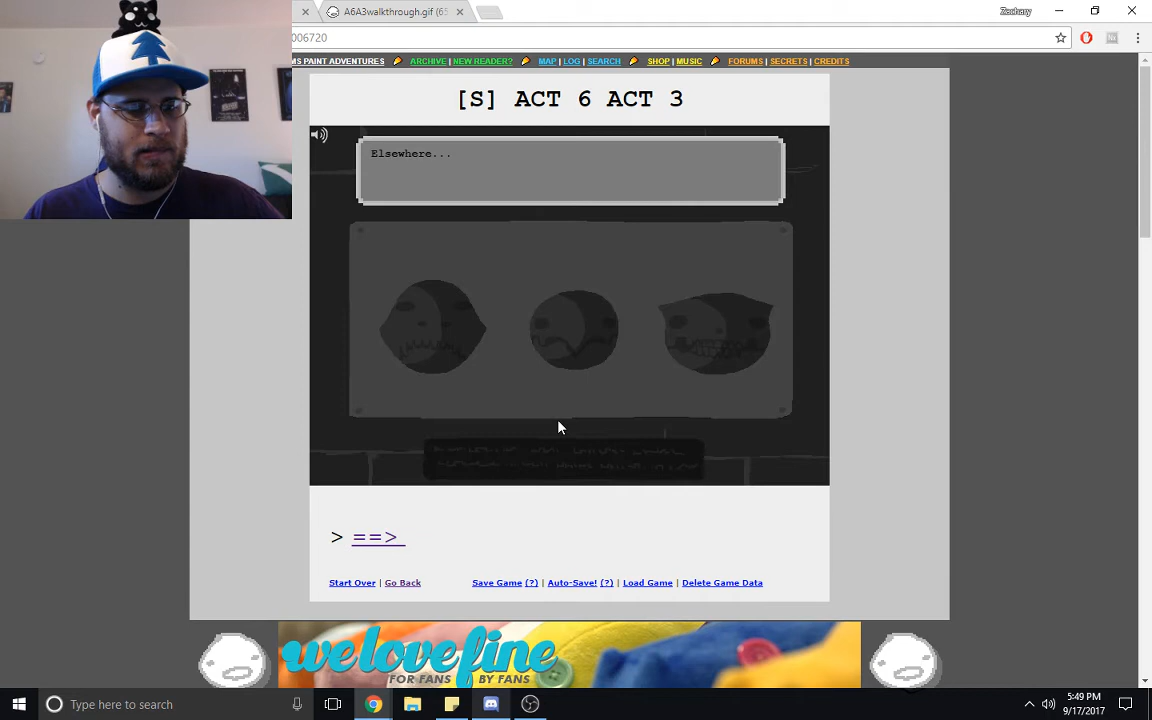 A6A3walkthrough.gif (65
Zachary
006720
MS PAINT ADVENTURES ARCHIVE | NEW READER? MAP | LOG | SEARCH SHOP | MUSIC FORUMS | SECRETS | CREDITS
[S] ACT 6 ACT 3
Elsewhere...
> ==>
Start Over | Go Back Save Game (?) | Auto-Save! (?) | Load Game | Delete Game Data
welovefine
FOR FANS BY FANS
Type here to search
5:49 PM
9/17/2017